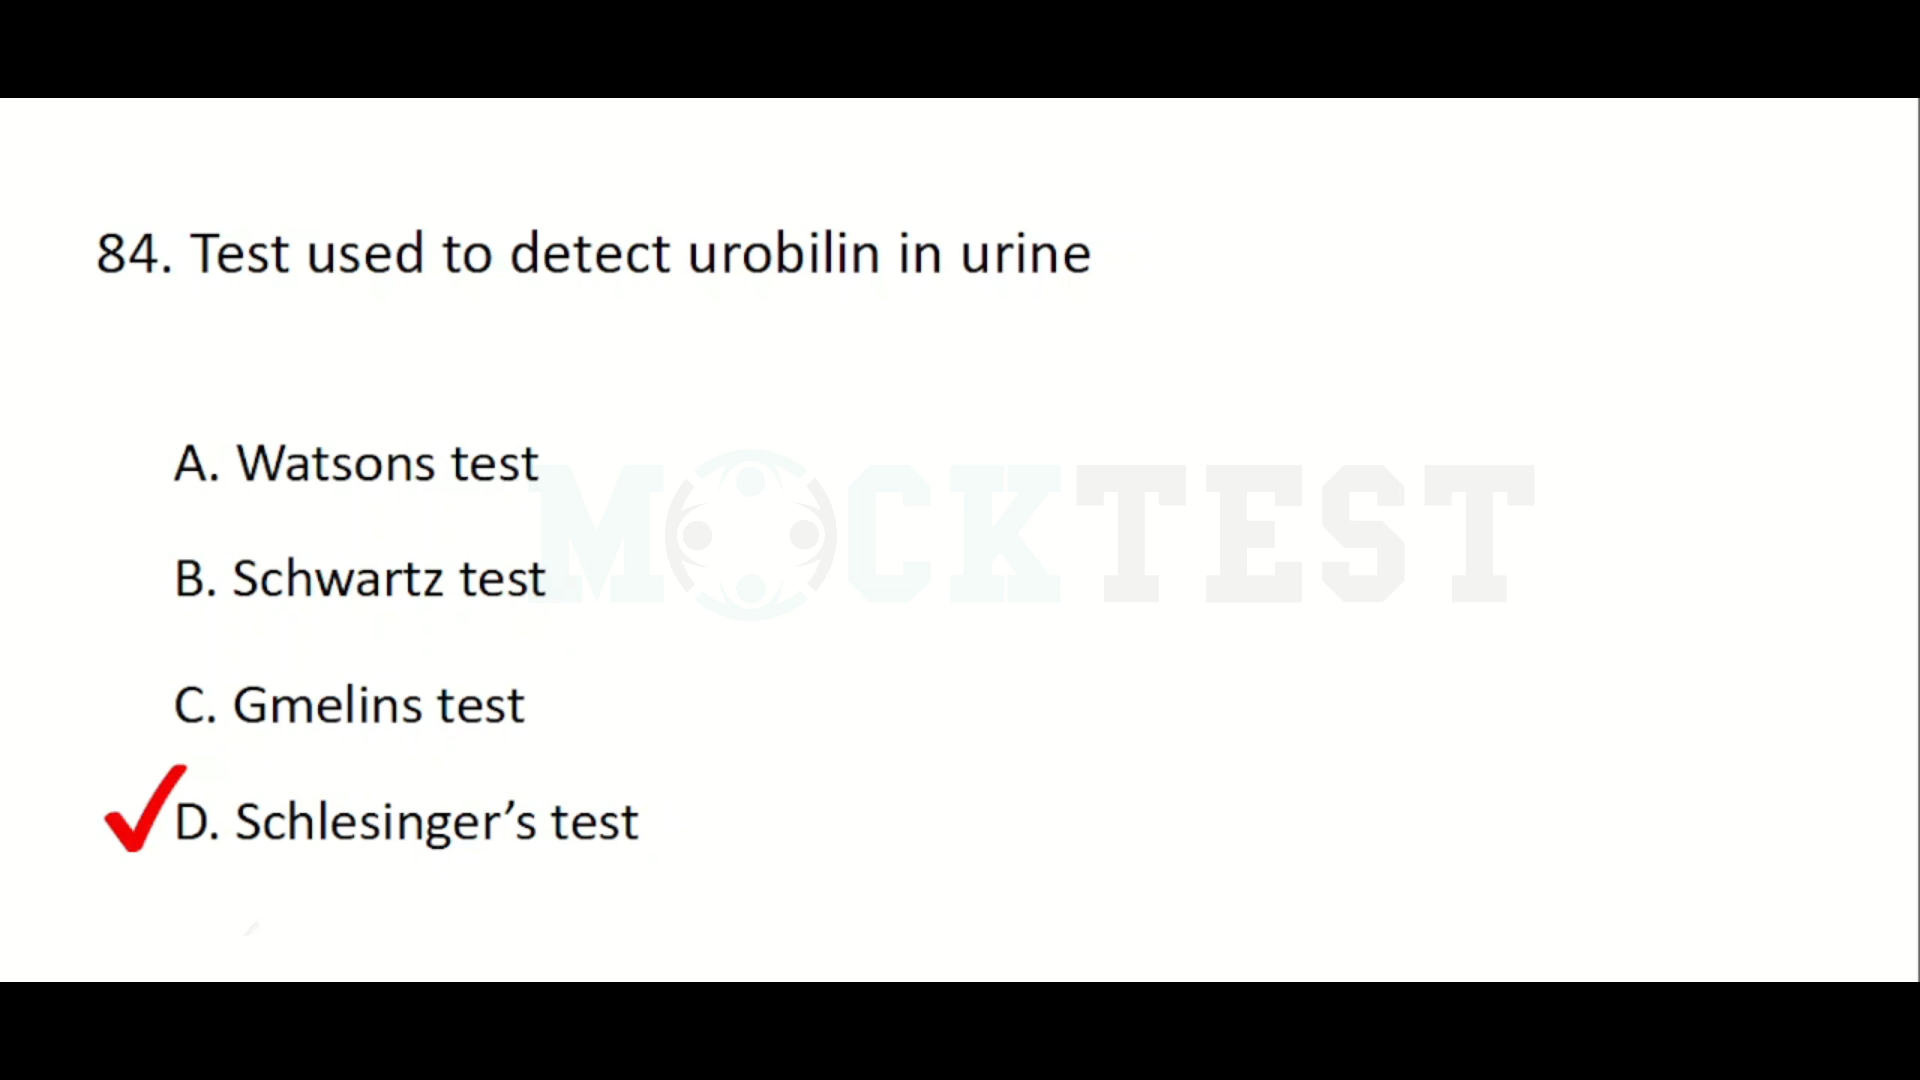 84. Test used to detect urobilin in urine
A. Watsons test
MOCKTEST
B. Schwartz test
C. Gmelins test
D. Schlesinger’s test